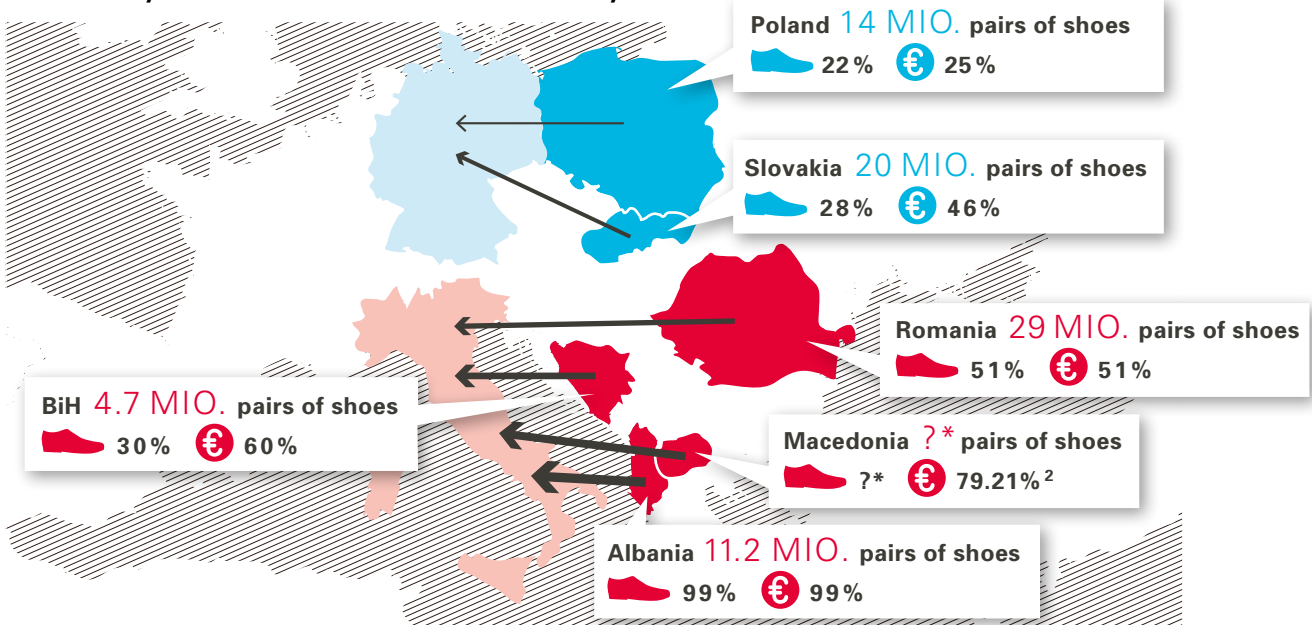 Poland 14 MIO. pairs of shoes
22% € 25%
Slovakia 20 MIO. pairs of shoes
28% € 46%
Romania 29 MIO. pairs of shoes
51% € 51%
BiH 4.7 MIO. pairs of shoes
30% € 60%
Macedonia ?* pairs of shoes
?* € 79.21%²
Albania 11.2 MIO. pairs of shoes
99% € 99%